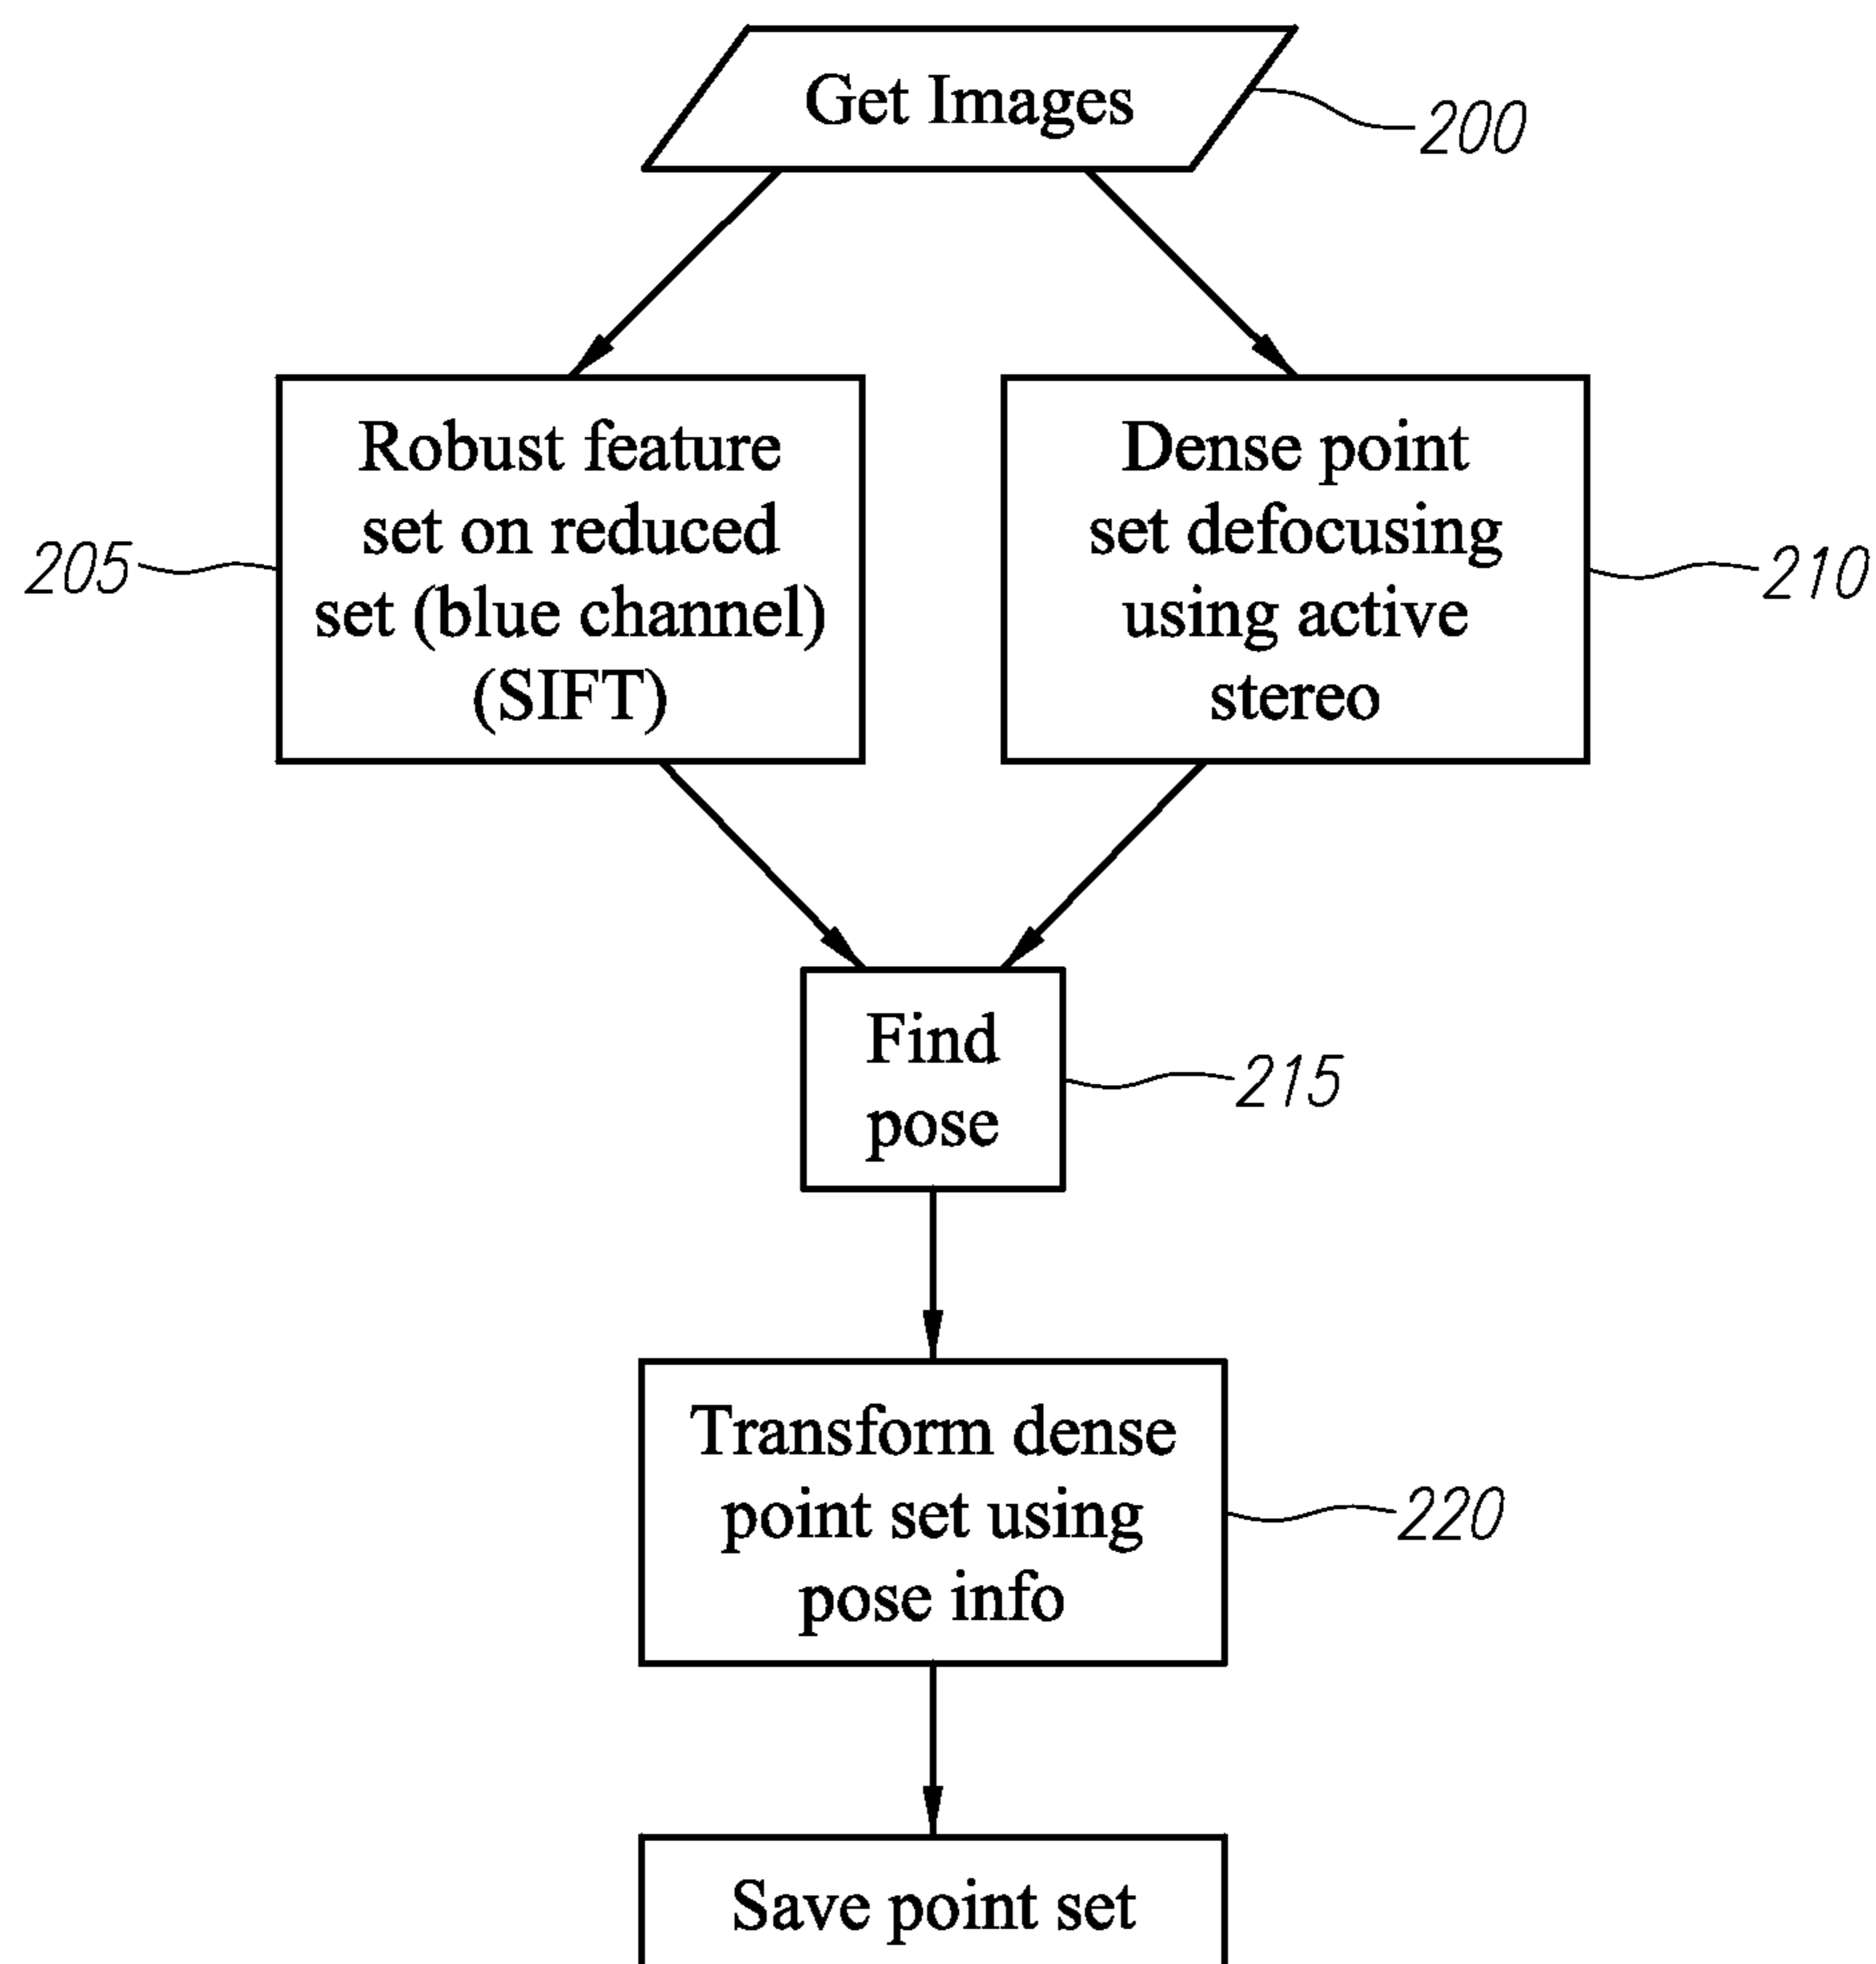 Get Images
200
Robust feature
set on reduced
set (blue channel)
(SIFT)
205
Dense point
set defocusing
using active
stereo
210
Find
pose
215
Transform dense
point set using
pose info
220
Save point set